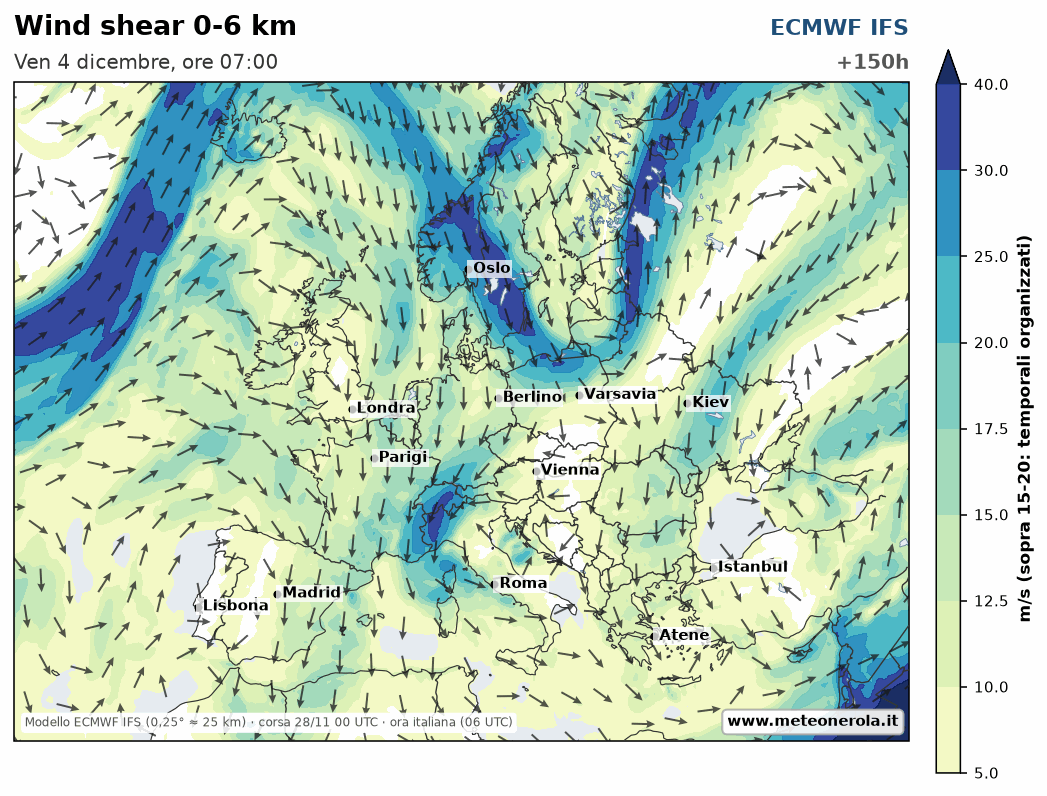 Wind shear 0-6 km
ECMWF IFS
Ven 4 dicembre, ore 07:00
+150h
40.0
30.0
25.0
20.0
17.5
15.0
12.5
10.0
5.0
m/s (sopra 15-20: temporali organizzati)
Oslo
Berlino
Varsavia
Kiev
Londra
Parigi
Vienna
Istanbul
Roma
Madrid
Lisbona
Atene
Modello ECMWF IFS (0,25° ≈ 25 km) · corsa 28/11 00 UTC · ora italiana (06 UTC)
www.meteonerola.it